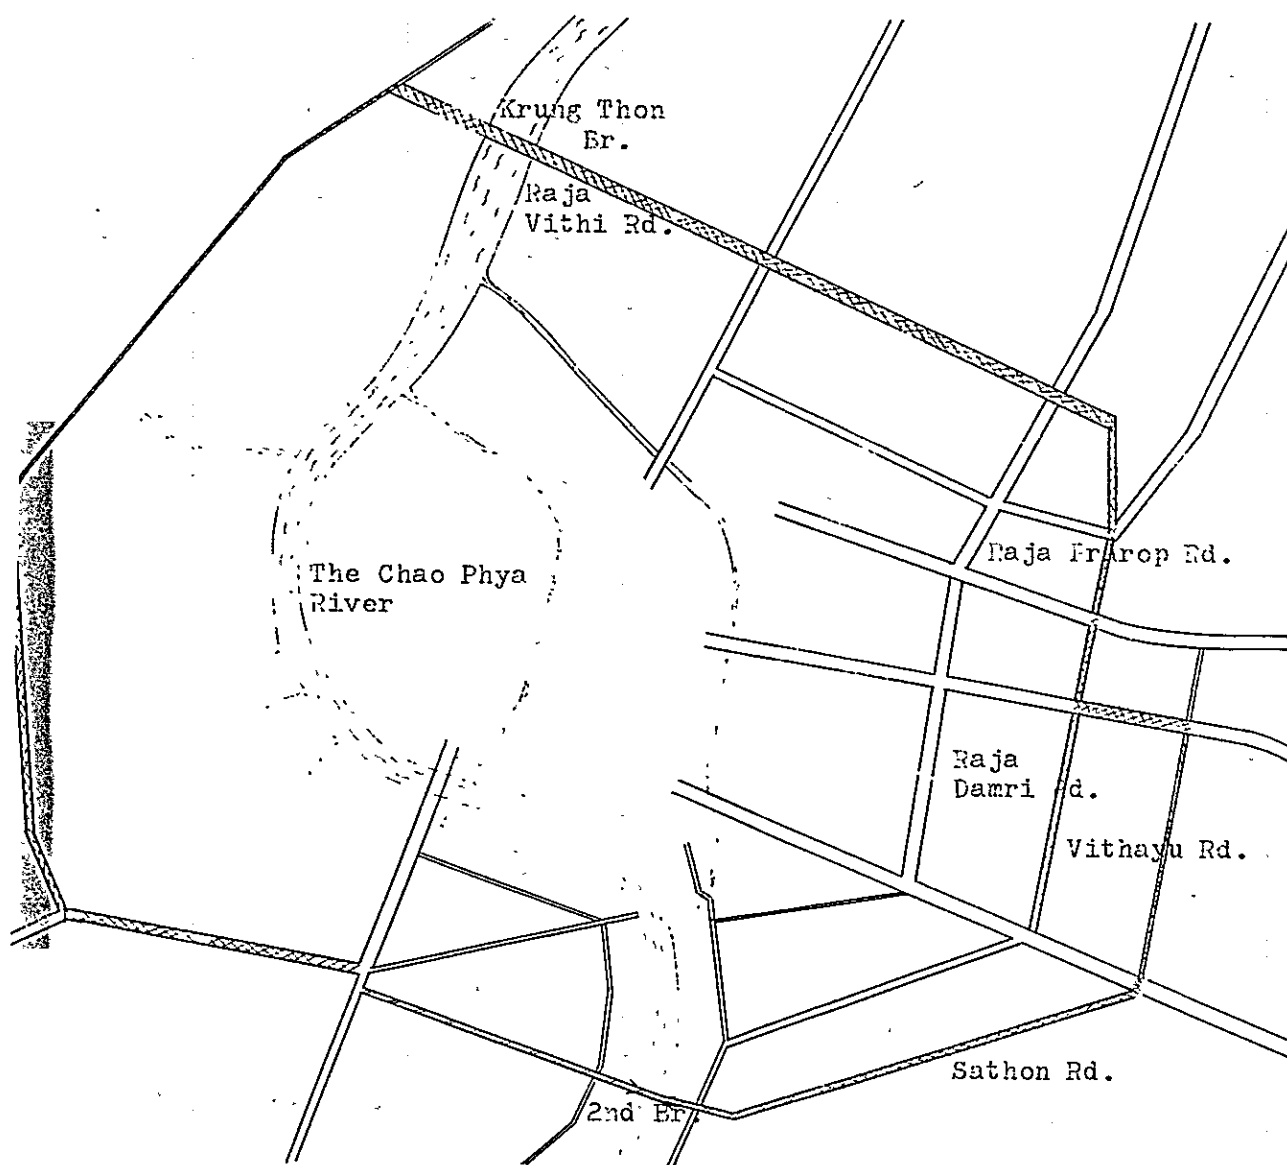 Krung Thon
Br.
Raja
Vithi Rd.
The Chao Phya
River
Raja Prarop Rd.
Raja
Damri Rd.
Vithayu Rd.
Sathon Rd.
2nd Br.